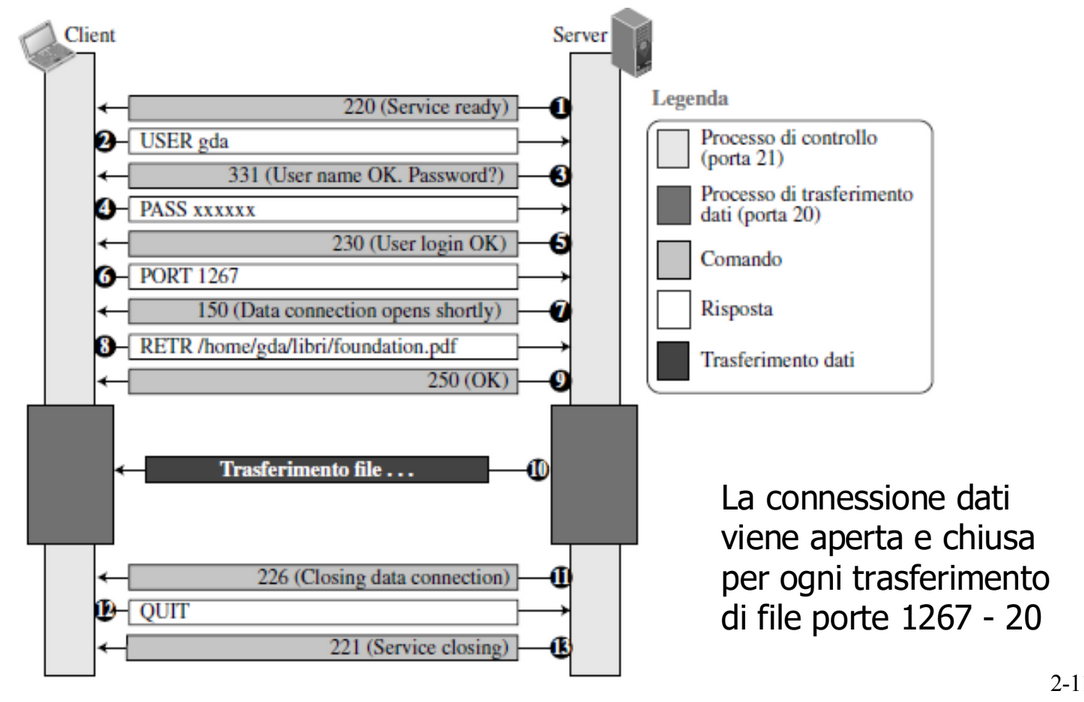 Client
Server
220 (Service ready) 1
2 USER gda
331 (User name OK. Password?) 3
4 PASS xxxxxx
230 (User login OK) 5
6 PORT 1267
150 (Data connection opens shortly) 7
8 RETR /home/gda/libri/foundation.pdf
250 (OK) 9
Trasferimento file . . . 10
226 (Closing data connection) 11
12 QUIT
221 (Service closing) 13
Legenda
Processo di controllo
(porta 21)
Processo di trasferimento
dati (porta 20)
Comando
Risposta
Trasferimento dati
La connessione dati
viene aperta e chiusa
per ogni trasferimento
di file porte 1267 - 20
2-1